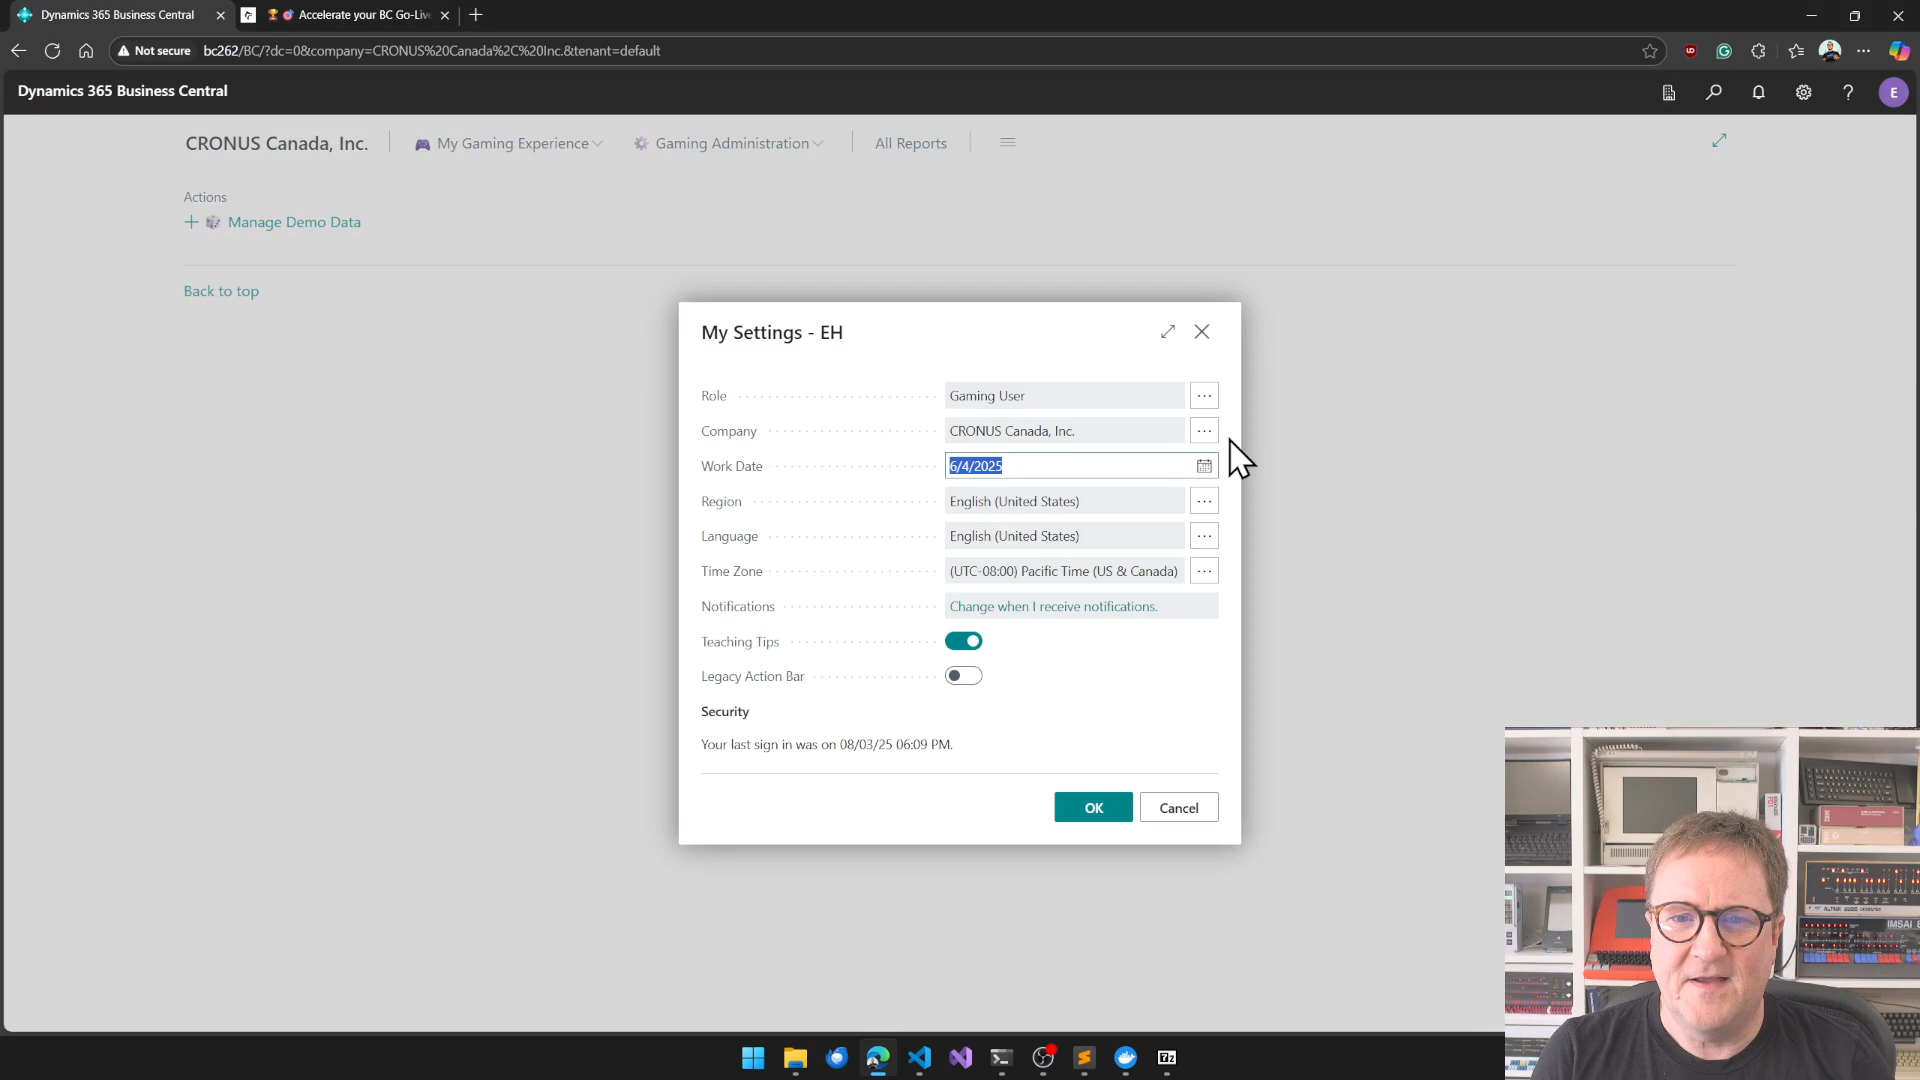 Dynamics 365 Business Central
Accelerate your BC Go-Live
Not secure
bc262/BC/?dc=0&company=CRONUS%20Canada%2C%20Inc.&tenant=default
Dynamics 365 Business Central
E
CRONUS Canada, Inc.
My Gaming Experience
Gaming Administration
All Reports
Actions
Manage Demo Data
Back to top
My Settings - EH
Role
Gaming User
Company
CRONUS Canada, Inc.
Work Date
6/4/2025
Region
English (United States)
Language
English (United States)
Time Zone
(UTC-08:00) Pacific Time (US & Canada)
Notifications
Change when I receive notifications.
Teaching Tips
Legacy Action Bar
Security
Your last sign in was on 08/03/25 06:09 PM.
OK
Cancel
ALTAIR 8800 COMPUTER
IMSAI 8